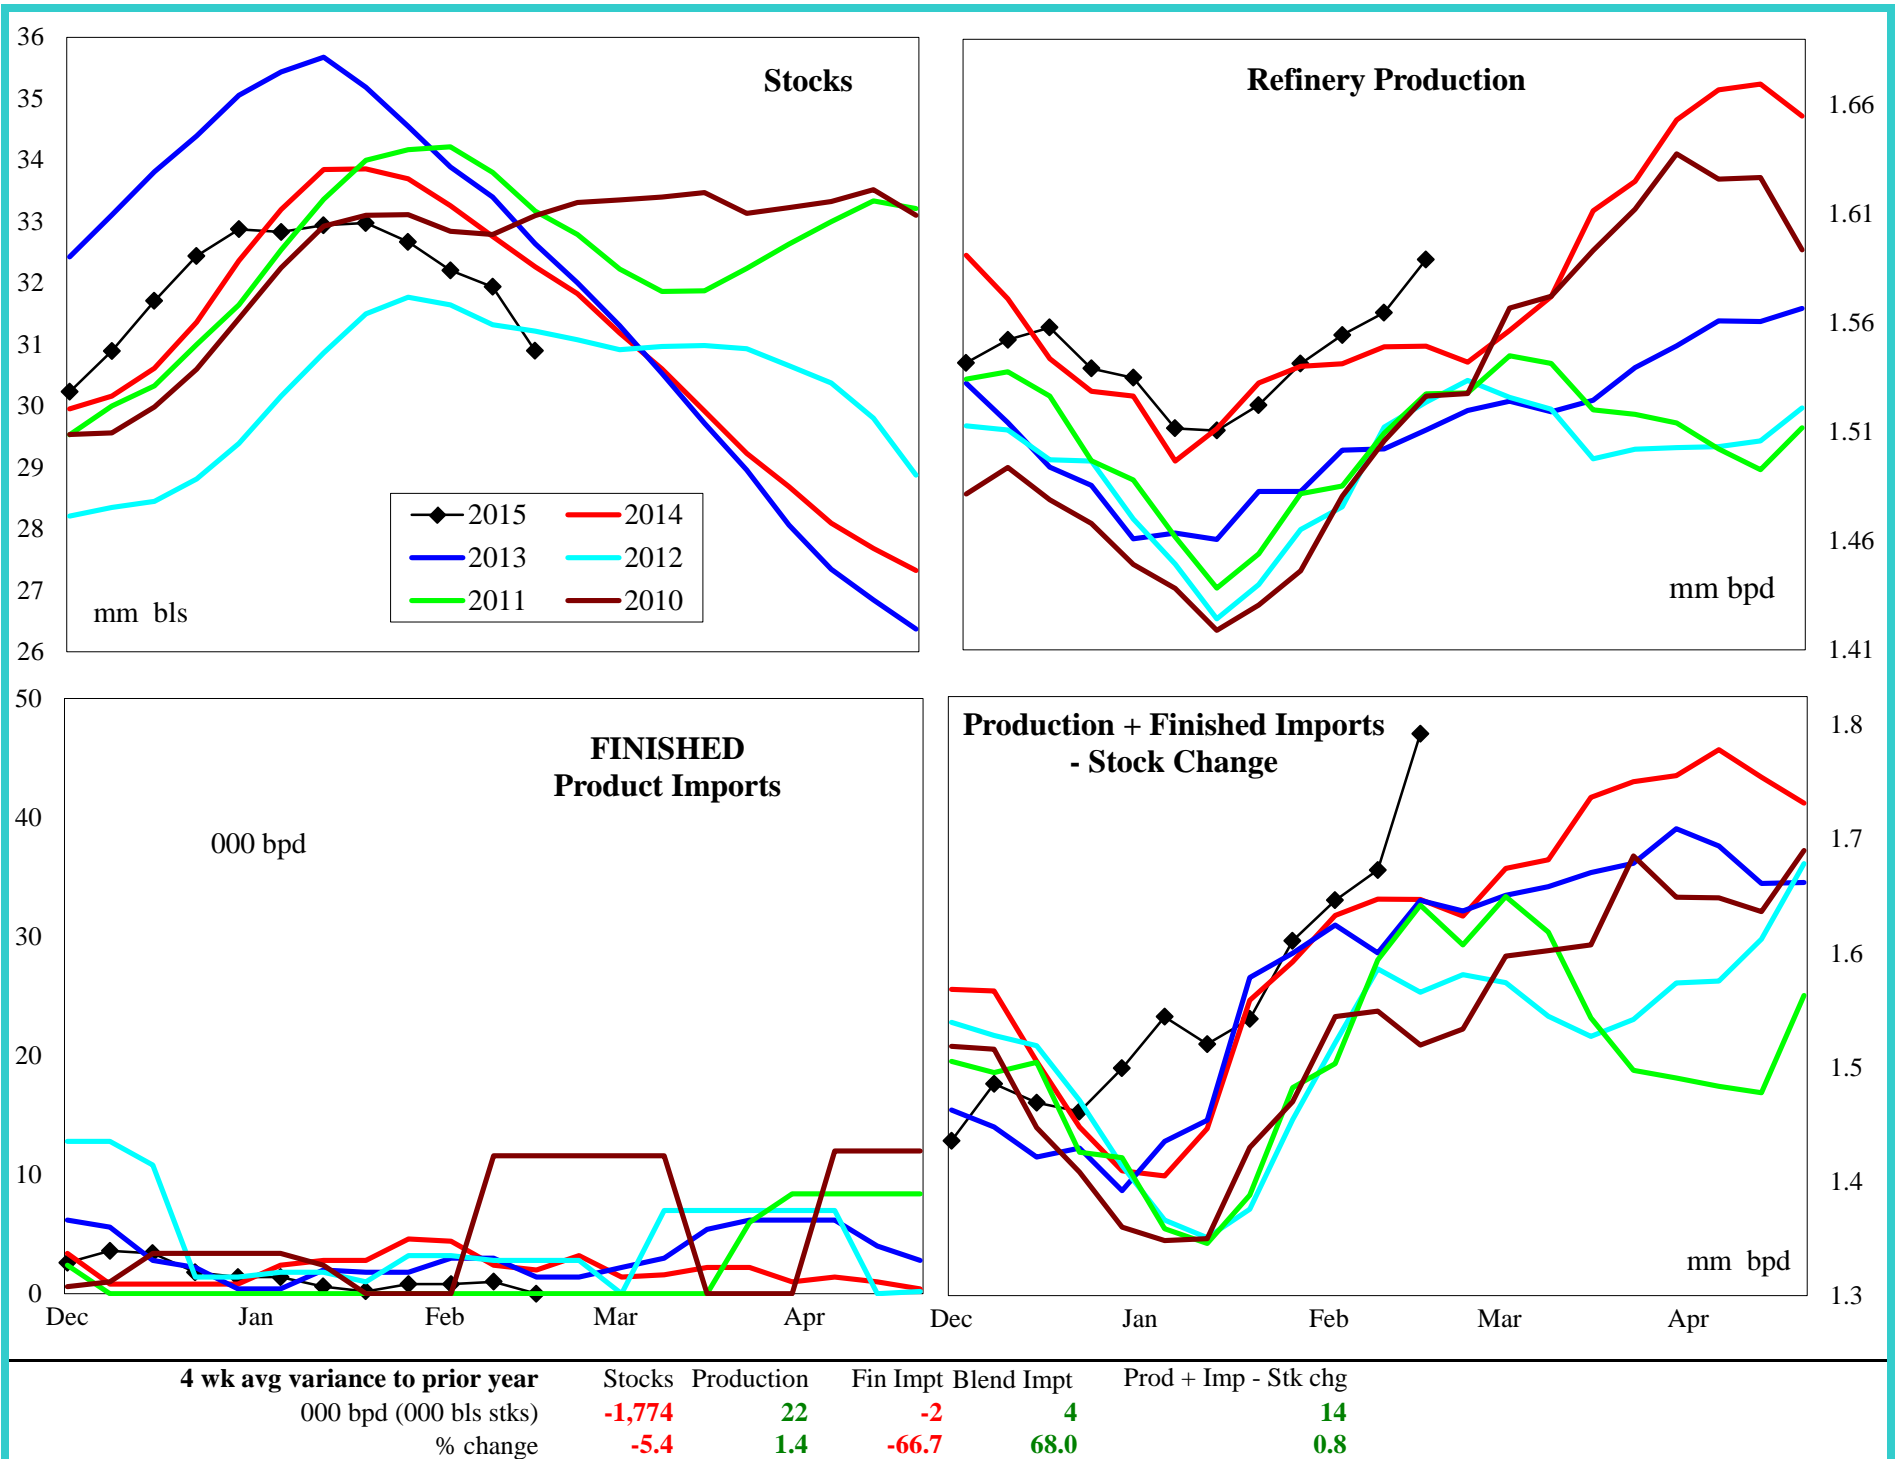 Stocks
36
35
34
33
32
31
30
29
28
27
26
mm bls
2015 2014
2013 2012
2011 2010
Refinery Production
1.66
1.61
1.56
1.51
1.46
1.41
mm bpd
FINISHED
Product Imports
000 bpd
50
40
30
20
10
0
Dec Jan Feb Mar Apr
Production + Finished Imports
- Stock Change
1.8
1.7
1.6
1.5
1.4
1.3
mm bpd
Dec Jan Feb Mar Apr
4 wk avg variance to prior year Stocks Production Fin Impt Blend Impt Prod + Imp - Stk chg
000 bpd (000 bls stks) -1,774 22 -2 4 14
% change -5.4 1.4 -66.7 68.0 0.8